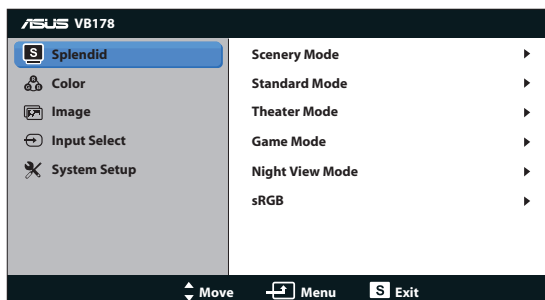 ASUS VB178
S Splendid
Color
Image
Input Select
System Setup
Scenery Mode
Standard Mode
Theater Mode
Game Mode
Night View Mode
sRGB
Move Menu S Exit